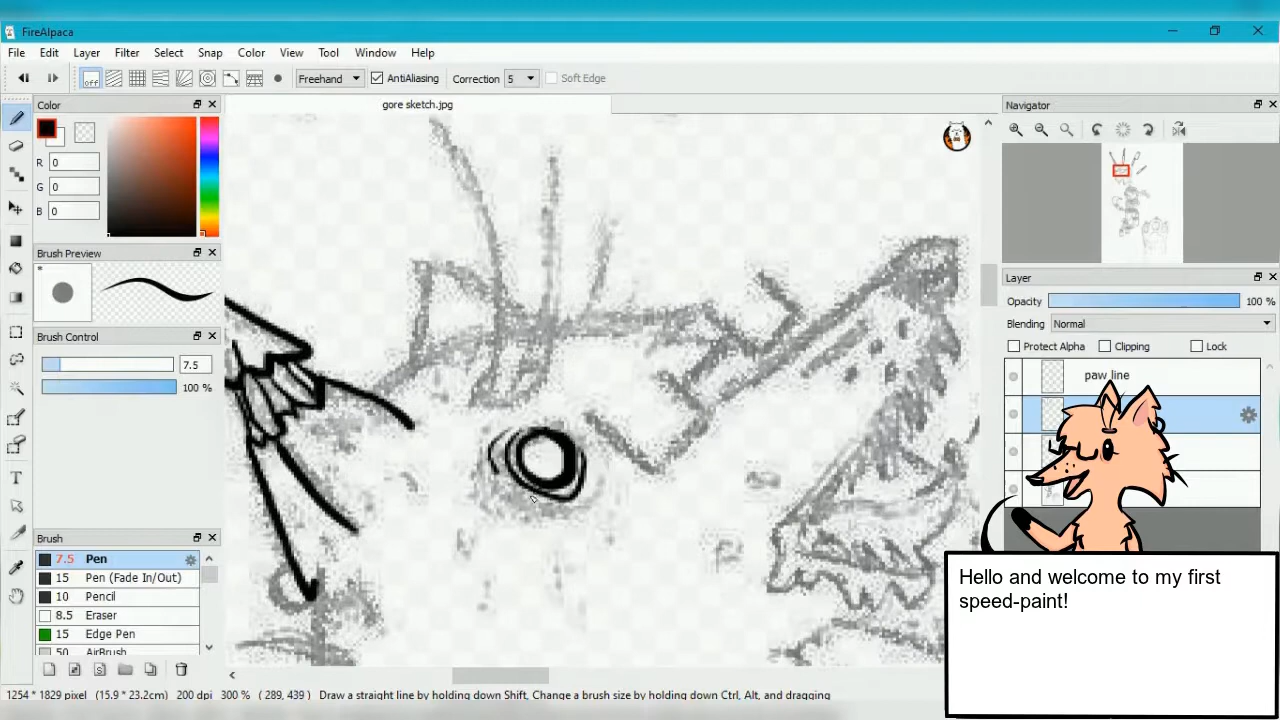 FireAlpaca
File Edit Layer Filter Select Snap Color View Tool Window Help
off Freehand AntiAliasing Correction 5 Soft Edge
Color
gore sketch.jpg
Navigator
R 0
G 0
B 0
Brush Preview
*
Layer
Opacity 100 %
Blending Normal
Protect Alpha Clipping Lock
Brush Control
7.5
100 %
paw line
T
Brush
7.5 Pen
15 Pen (Fade In/Out)
10 Pencil
8.5 Eraser
15 Edge Pen
50 AirBrush
Hello and welcome to my first
speed-paint!
1254 * 1829 pixel (15.9 * 23.2cm) 200 dpi 300 % ( 289, 439 ) Draw a straight line by holding down Shift, Change a brush size by holding down Ctrl, Alt, and dragging